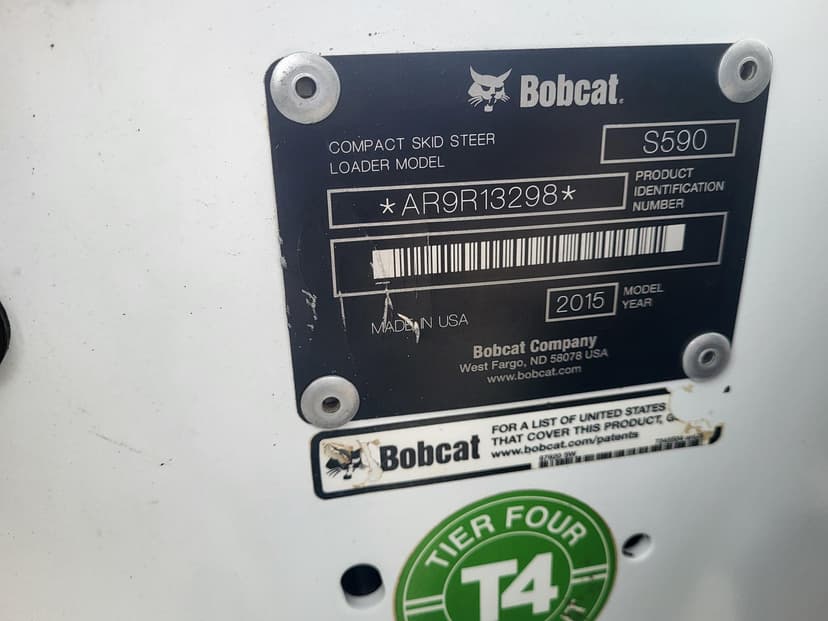 Bobcat
COMPACT SKID STEER
LOADER MODEL
S590
*AR9R13298*
PRODUCT
IDENTIFICATION
NUMBER
2015
MODEL
YEAR
MADE IN USA
Bobcat Company
West Fargo, ND 58078 USA
www.bobcat.com
Bobcat
FOR A LIST OF UNITED STATES
THAT COVER THIS PRODUCT,
www.bobcat.com/patents
TIER FOUR
T4